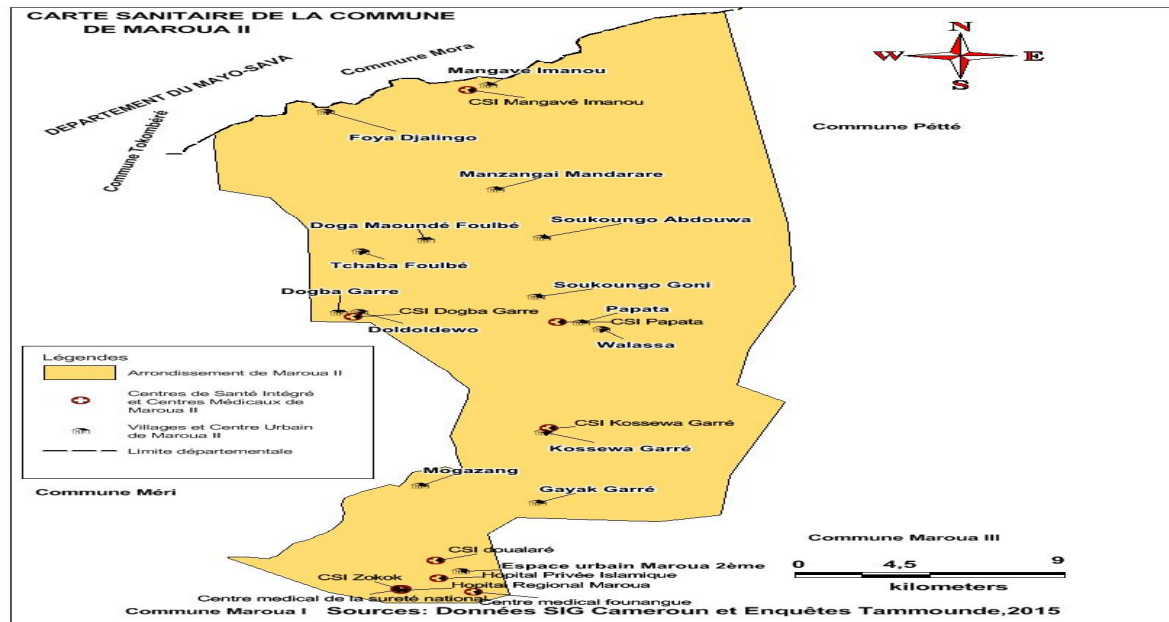 CARTE SANITAIRE DE LA COMMUNE
DE MAROUA II
N
W
E
S
DEPARTEMENT DU MAYO-SAVA
Commune Mora
Commune Tokombéré
Commune Pétté
Mangavé Imanou
CSI Mangavé Imanou
Foya Djalingo
Manzangai Mandarare
Doga Maoundé Foulbé
Soukoungo Abdouwa
Tchaba Foulbé
Dogba Garre
Soukoungo Goni
CSI Dogba Garre
Papata
CSI Papata
Doldoldewo
Walassa
Légendes
Arrondissement de Maroua II
Centres de Santé Intégré
et Centres Médicaux de
Maroua II
Villages et Centre Urbain
de Maroua II
Limite départementale
CSI Kossewa Garré
Kossewa Garré
Mogazang
Commune Méri
Gayak Garré
Commune Maroua III
CSI doualaré
Espace urbain Maroua 2ème
CSI Zokok
Hopital Privée Islamique
Hopital Regional Maroua
Centre medical de la sureté national
Centre medical founangue
0 4,5 9
kilometers
Commune Maroua I
Sources: Données SIG Cameroun et Enquêtes Tammounde,2015